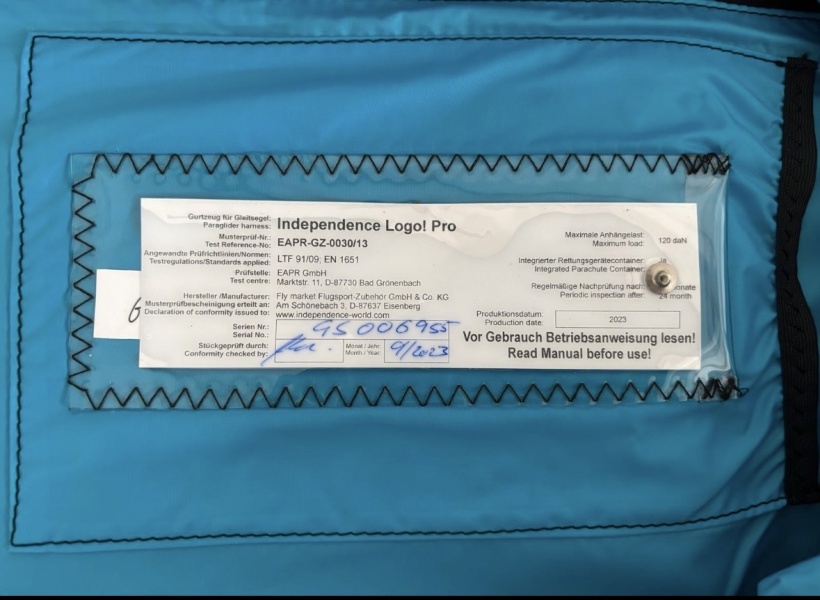 Gurtzeug für Gleitsegel:
Paraglider harness:
Independence Logo! Pro
Musterprüf-Nr.:
Test Reference-No:
EAPR-GZ-0030/13
Angewandte Prüfrichtlinien/Normen:
Testregulations/Standards applied:
LTF 91/09; EN 1651
Prüfstelle:
Test centre:
EAPR GmbH
Marktstr. 11, D-87730 Bad Grönenbach
Hersteller /Manufacturer:
Musterprüfbescheinigung erteilt an:
Declaration of conformity issued to:
Fly market Flugsport-Zubehör GmbH & Co. KG
Am Schönebach 3, D-87637 Eisenberg
www.independence-world.com
Serien Nr.:
Serial No.:
GS 006955
Stückgeprüft durch:
Conformity checked by:
Monat / Jahr:
Month / Year:
9/2023
Maximale Anhängelast:
Maximum load:
120 daN
Integrierter Rettungsgerätecontainer:
Integrated Parachute Container:
Ja
Regelmäßige Nachprüfung nach:
Periodic inspection after:
24 month
Produktionsdatum:
Production date:
2023
Vor Gebrauch Betriebsanweisung lesen!
Read Manual before use!